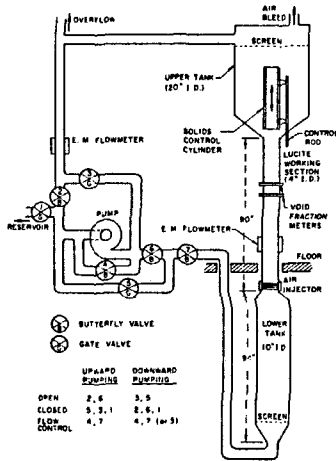 OVERFLOW
AIR
BLEED
SCREEN
UPPER TANK
(20" I.D.)
SOLIDS
CONTROL
CYLINDER
CONTROL
ROD
E.M FLOWMETER
LUCITE
WORKING
SECTION
(4" I.D.)
VOID
FRACTION
METERS
RESERVOIR
PUMP
E M FLOWMETER
90"
FLOOR
AIR
INJECTOR
LOWER
TANK
10" I D
BUTTERFLY VALVE
GATE VALVE
UPWARD
PUMPING
DOWNWARD
PUMPING
OPEN 2,6 3,5
CLOSED 5,3,1 2,6,1
FLOW
CONTROL 4,7 4,7 (or 5)
SCREEN